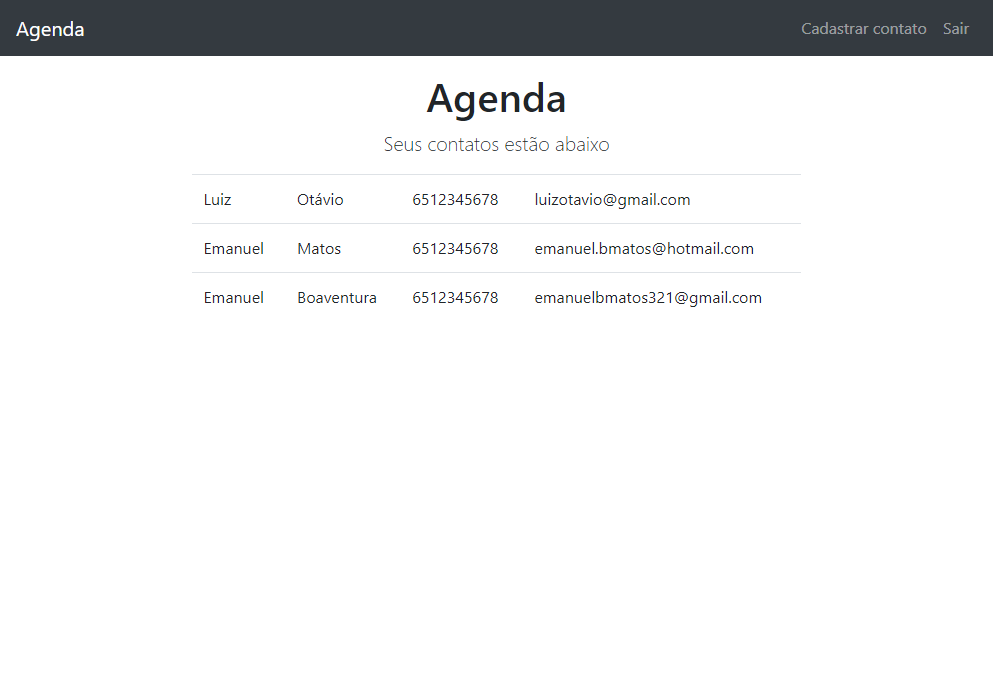 Agenda Cadastrar contato Sair
Agenda
Seus contatos estão abaixo
Luiz Otávio 6512345678 luizotavio@gmail.com
Emanuel Matos 6512345678 emanuel.bmatos@hotmail.com
Emanuel Boaventura 6512345678 emanuelbmatos321@gmail.com